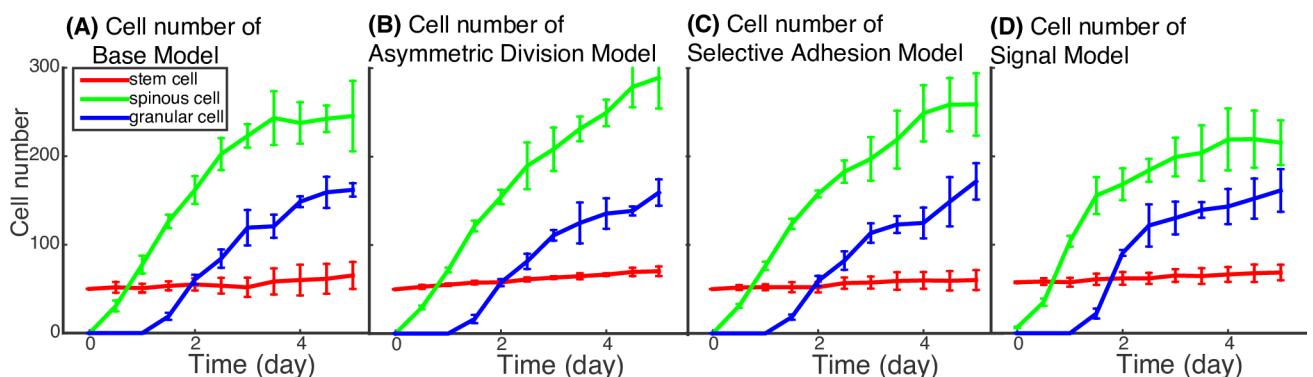 (A) Cell number of
Base Model
(B) Cell number of
Asymmetric Division Model
(C) Cell number of
Selective Adhesion Model
(D) Cell number of
Signal Model
stem cell
spinous cell
granular cell
Cell number
300
200
100
0
0 2 4
Time (day)
0 2 4
Time (day)
0 2 4
Time (day)
0 2 4
Time (day)